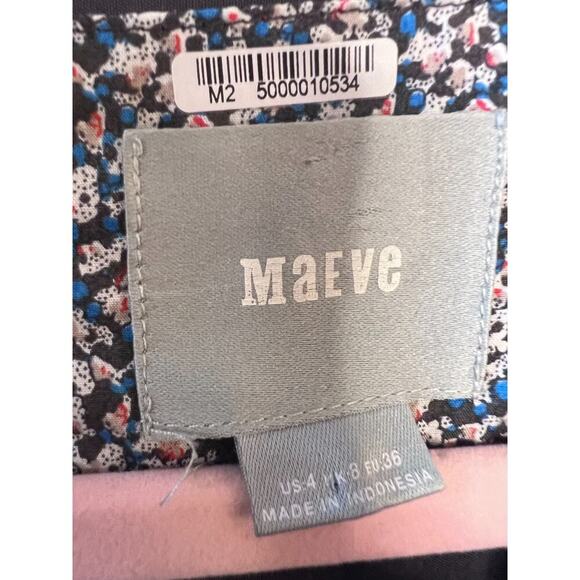 M2 5000010534
MaEVe
US 4 UK 8 EU 36
MADE IN INDONESIA